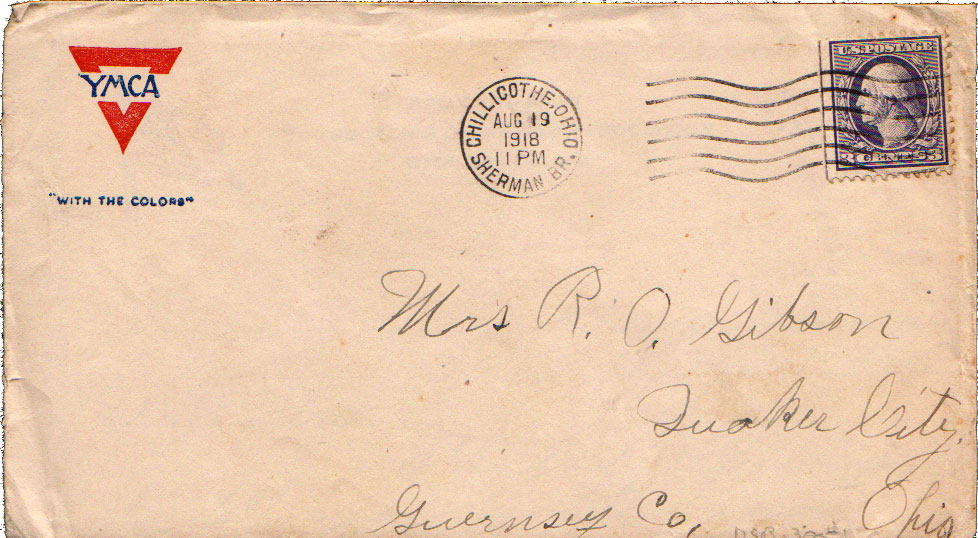 YMCA
"WITH THE COLORS"
CHILLICOTHE, OHIO.
AUG 19
1918
11 PM
SHERMAN BR.
U.S. POSTAGE
3 CENTS 3
Mrs R. O. Gibson
Quaker City,
Guernsey Co, Ohio